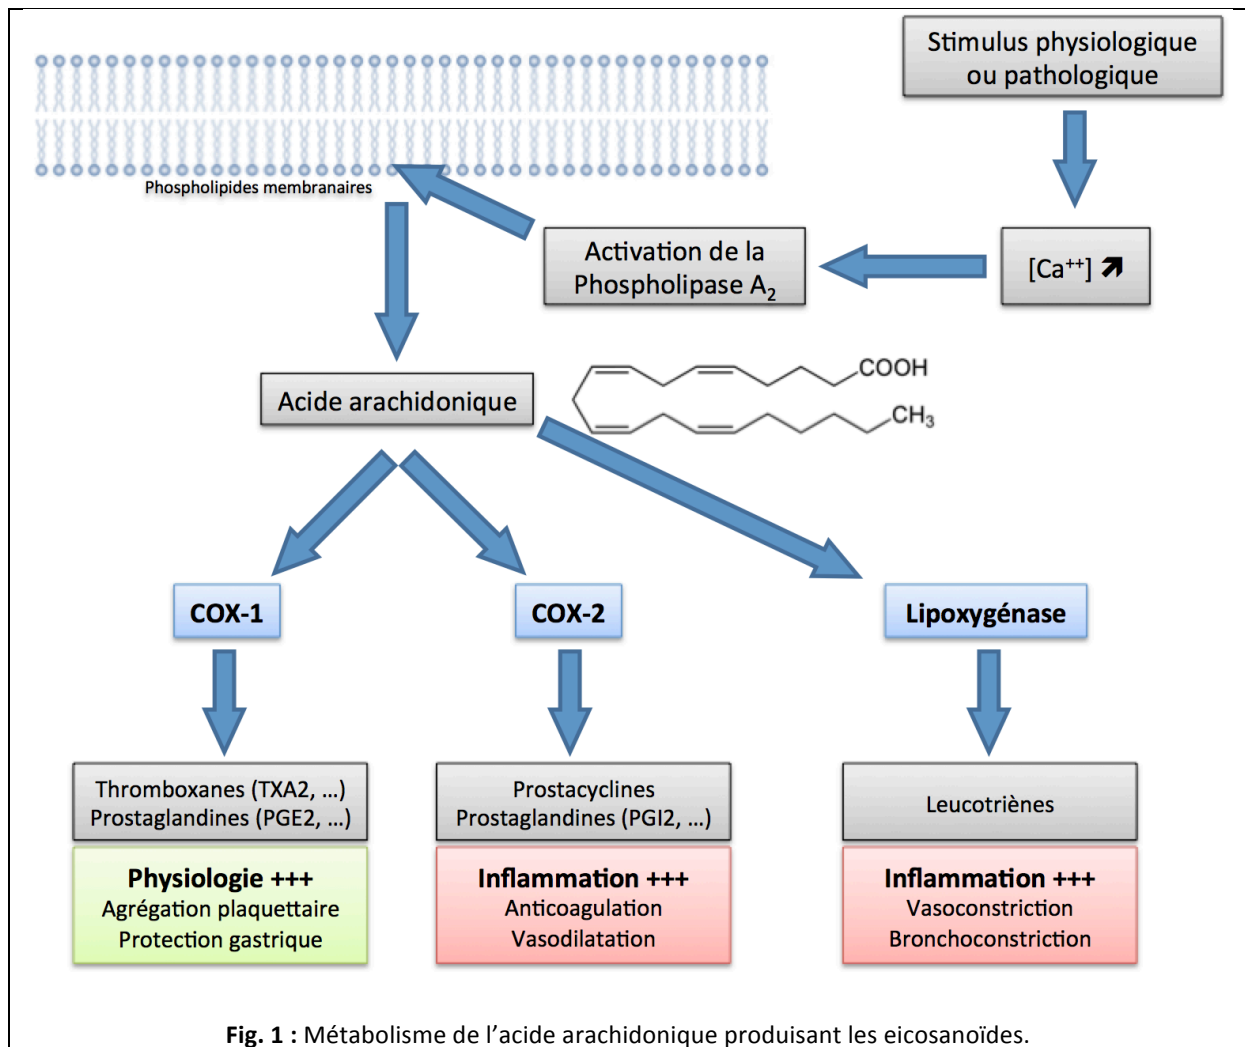 Stimulus physiologique
ou pathologique
Phospholipides membranaires
Activation de la
Phospholipase A₂
[Ca⁺⁺] ↗
COOH
CH₃
Acide arachidonique
COX-1
COX-2
Lipoxygénase
Thromboxanes (TXA2, ...)
Prostaglandines (PGE2, ...)
Prostacyclines
Prostaglandines (PGI2, ...)
Leucotriènes
Physiologie +++
Agrégation plaquettaire
Protection gastrique
Inflammation +++
Anticoagulation
Vasodilatation
Inflammation +++
Vasoconstriction
Bronchoconstriction
Fig. 1 : Métabolisme de l’acide arachidonique produisant les eicosanoïdes.